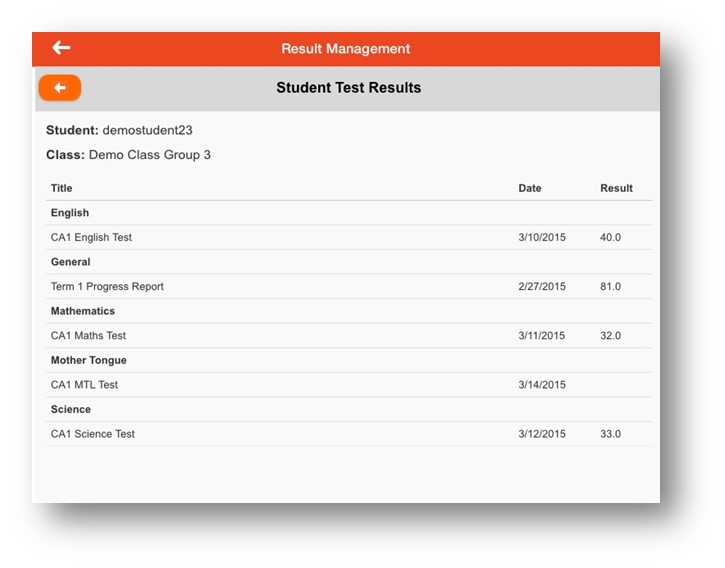 Result Management
Student Test Results
Student: demostudent23
Class: Demo Class Group 3
Title Date Result
English
CA1 English Test 3/10/2015 40.0
General
Term 1 Progress Report 2/27/2015 81.0
Mathematics
CA1 Maths Test 3/11/2015 32.0
Mother Tongue
CA1 MTL Test 3/14/2015
Science
CA1 Science Test 3/12/2015 33.0